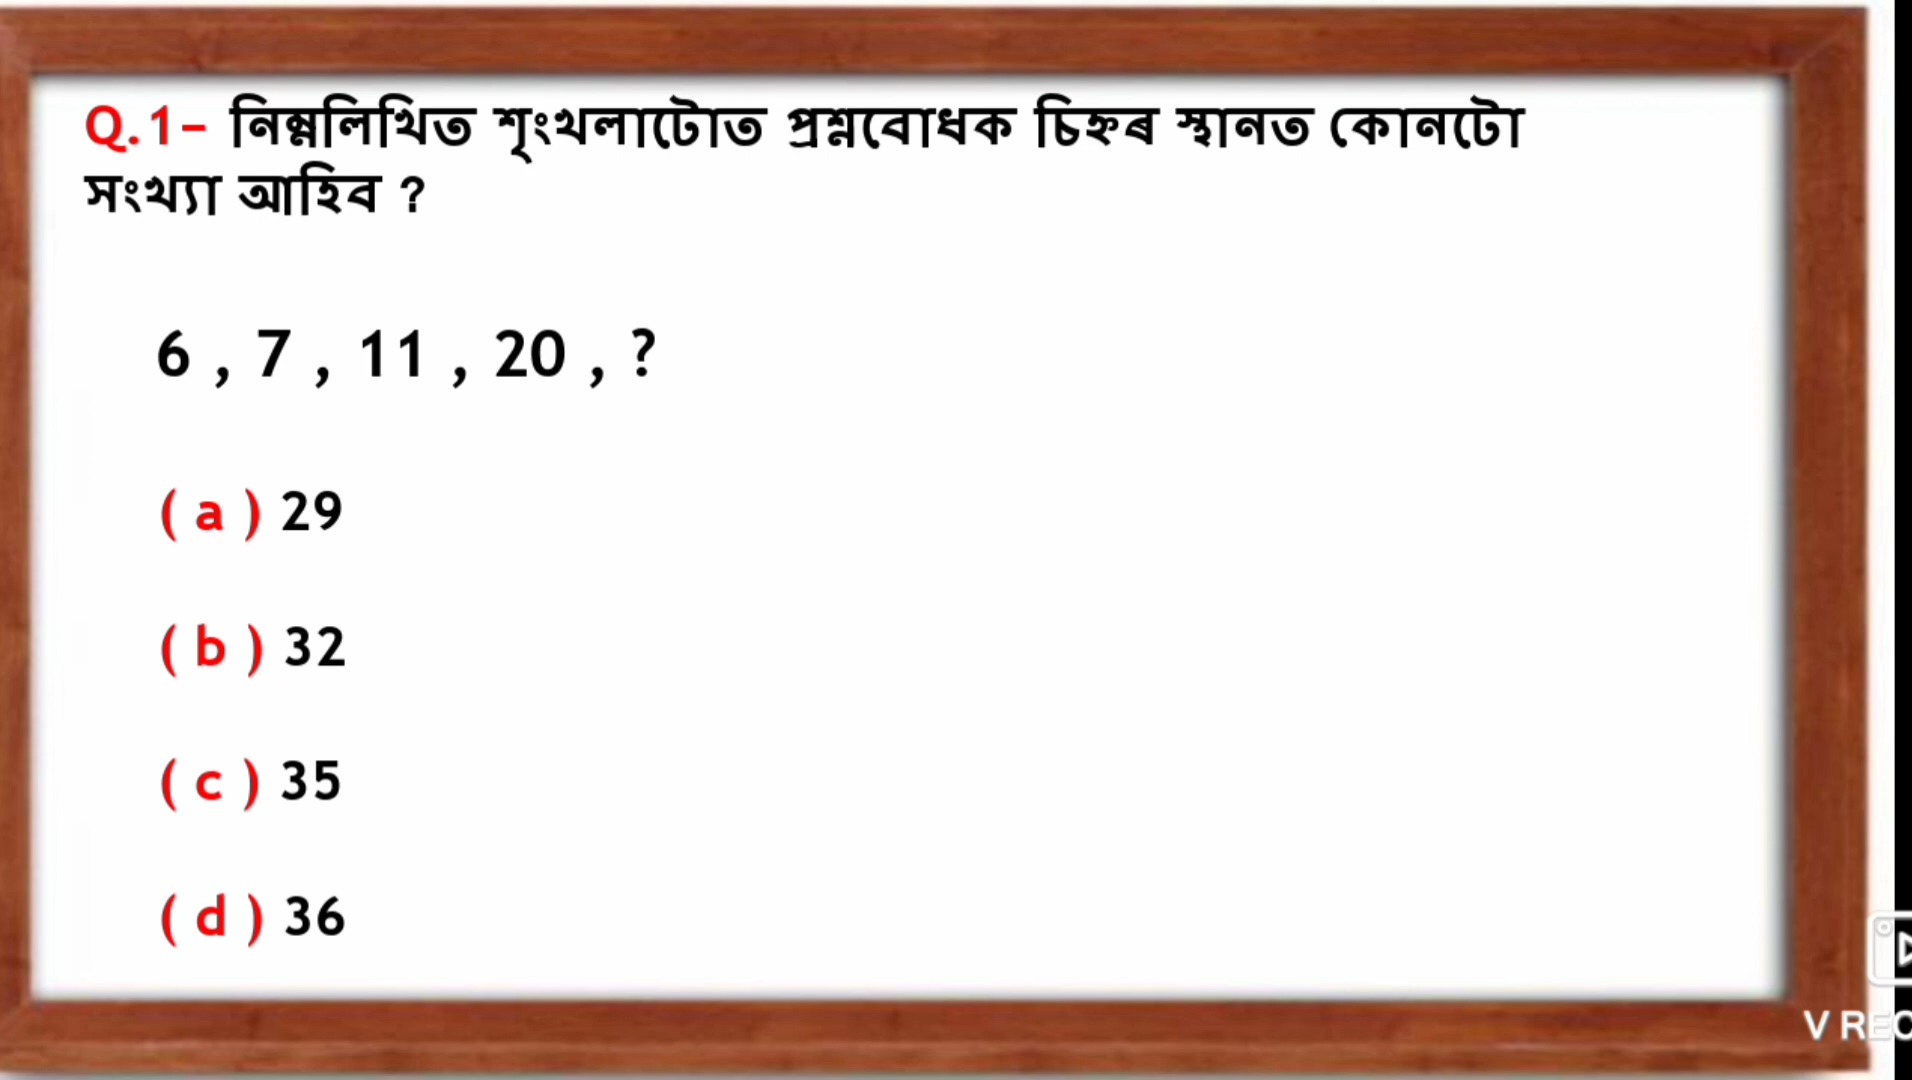 Q.1– নিম্নলিখিত শৃংখলাটোত প্ৰশ্নবোধক চিহ্নৰ স্থানত কোনটো
সংখ্যা আহিব ?
6 , 7 , 11 , 20 , ?
( a ) 29
( b ) 32
( c ) 35
( d ) 36